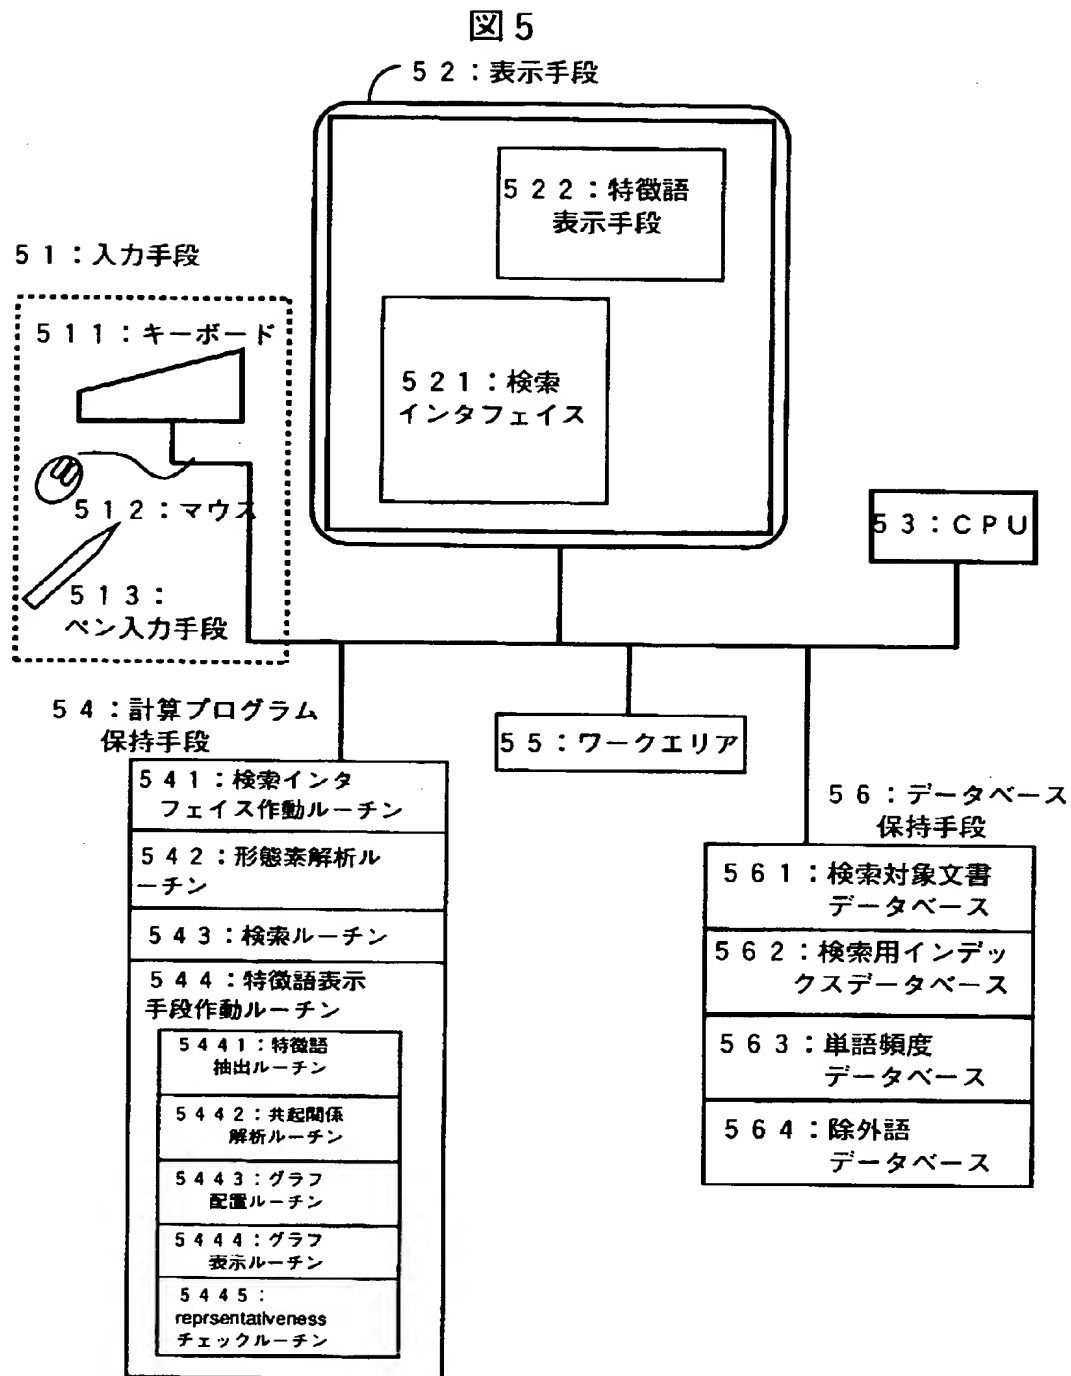 図5
52：表示手段
522：特徴語
表示手段
51：入力手段
511：キーボード
521：検索
インタフェイス
512：マウス
53：CPU
513：
ペン入力手段
54：計算プログラム
保持手段
55：ワークエリア
541：検索インタ
フェイス作動ルーチン
542：形態素解析ル
ーチン
543：検索ルーチン
544：特徴語表示
手段作動ルーチン
5441：特徴語
抽出ルーチン
5442：共起関係
解析ルーチン
5443：グラフ
配置ルーチン
5444：グラフ
表示ルーチン
5445：
reprsentativeness
チェックルーチン
56：データベース
保持手段
561：検索対象文書
データベース
562：検索用インデッ
クスデータベース
563：単語頻度
データベース
564：除外語
データベース